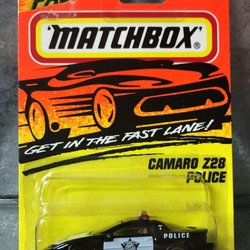 MATCHBOX
GET IN THE FAST LANE!
CAMARO Z28
POLICE
POLICE